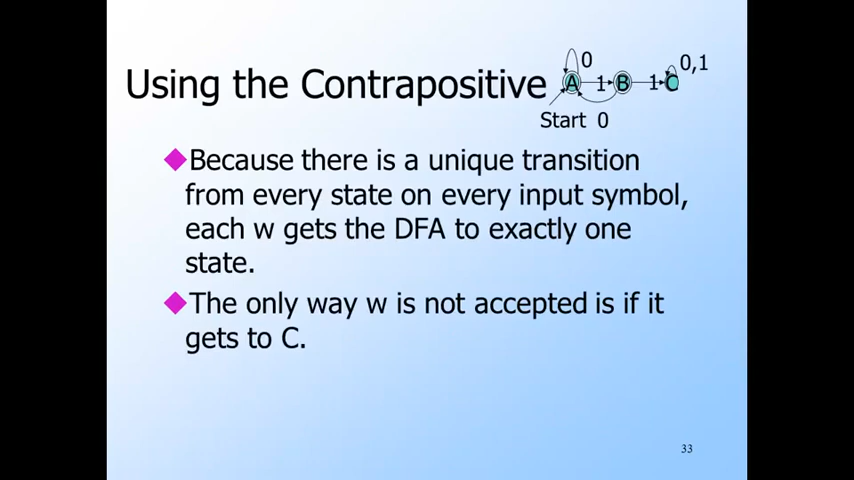 Using the Contrapositive
0
0,1
A
1
B
1
C
Start 0
Because there is a unique transition
from every state on every input symbol,
each w gets the DFA to exactly one
state.
The only way w is not accepted is if it
gets to C.
33